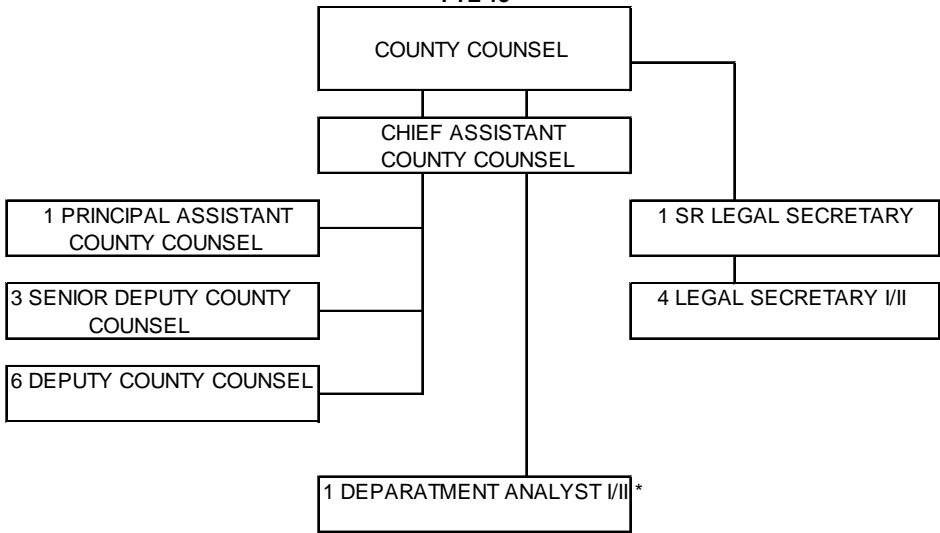 COUNTY COUNSEL
CHIEF ASSISTANT
COUNTY COUNSEL
1 PRINCIPAL ASSISTANT
COUNTY COUNSEL
1 SR LEGAL SECRETARY
3 SENIOR DEPUTY COUNTY
COUNSEL
4 LEGAL SECRETARY I/II
6 DEPUTY COUNTY COUNSEL
1 DEPARATMENT ANALYST I/II *